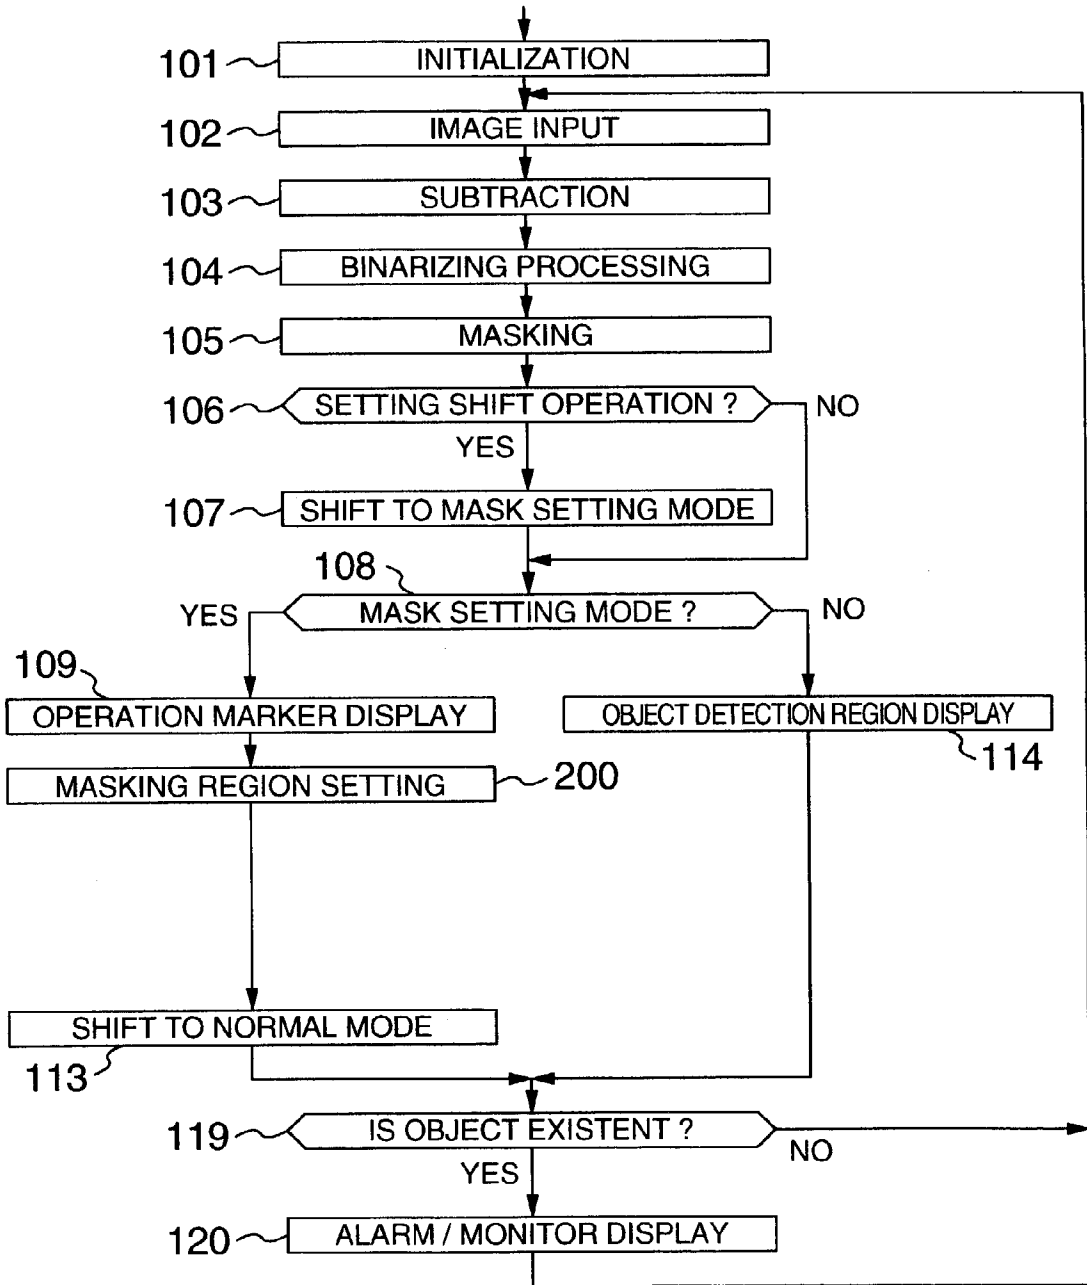 101 INITIALIZATION
102 IMAGE INPUT
103 SUBTRACTION
104 BINARIZING PROCESSING
105 MASKING
106 SETTING SHIFT OPERATION ? NO
YES
107 SHIFT TO MASK SETTING MODE
108
YES MASK SETTING MODE ? NO
109
OPERATION MARKER DISPLAY OBJECT DETECTION REGION DISPLAY
114
MASKING REGION SETTING 200
SHIFT TO NORMAL MODE
113
119 IS OBJECT EXISTENT ? NO
YES
120 ALARM / MONITOR DISPLAY